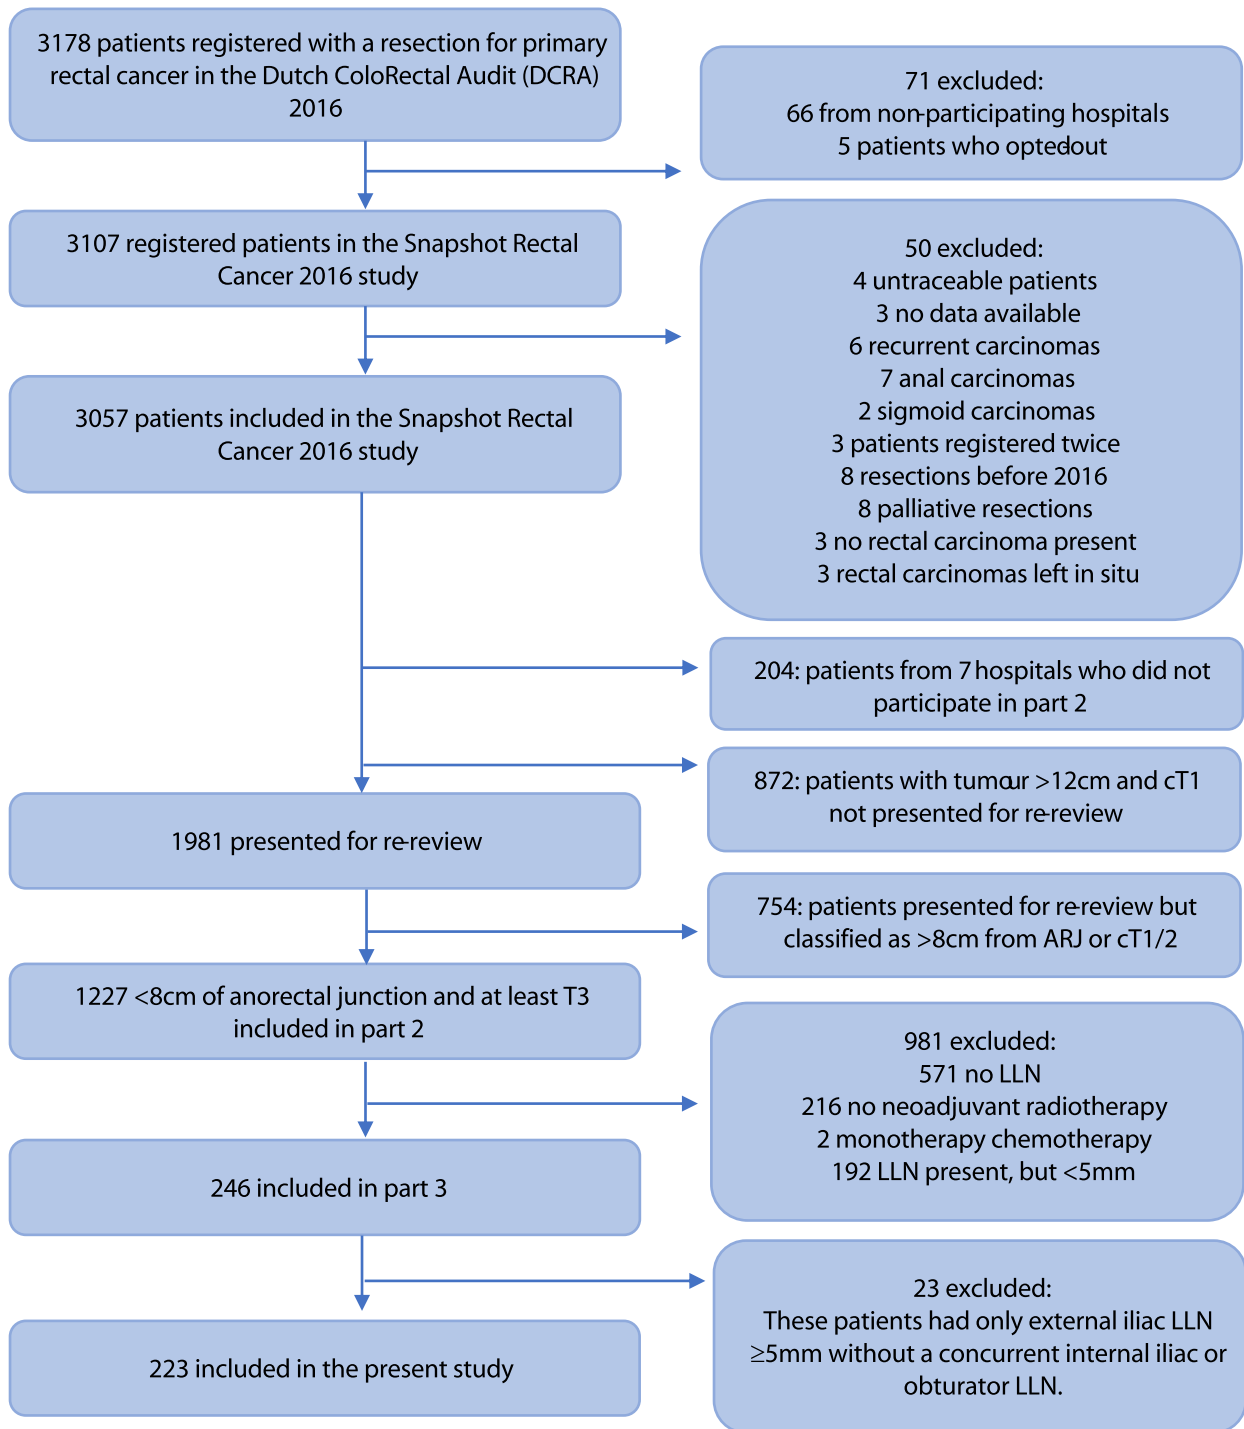 3178 patients registered with a resection for primary
rectal cancer in the Dutch ColoRectal Audit (DCRA)
2016
71 excluded:
66 from non-participating hospitals
5 patients who opted-out
3107 registered patients in the Snapshot Rectal
Cancer 2016 study
50 excluded:
4 untraceable patients
3 no data available
6 recurrent carcinomas
7 anal carcinomas
2 sigmoid carcinomas
3 patients registered twice
8 resections before 2016
8 palliative resections
3 no rectal carcinoma present
3 rectal carcinomas left in situ
3057 patients included in the Snapshot Rectal
Cancer 2016 study
204: patients from 7 hospitals who did not
participate in part 2
872: patients with tumour >12cm and cT1
not presented for re-review
1981 presented for re-review
754: patients presented for re-review but
classified as >8cm from ARJ or cT1/2
1227 <8cm of anorectal junction and at least T3
included in part 2
981 excluded:
571 no LLN
216 no neoadjuvant radiotherapy
2 monotherapy chemotherapy
192 LLN present, but <5mm
246 included in part 3
23 excluded:
These patients had only external iliac LLN
≥5mm without a concurrent internal iliac or
obturator LLN.
223 included in the present study